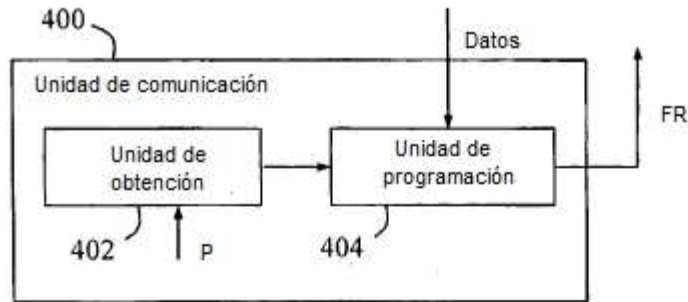 400
Datos
Unidad de comunicación
FR
Unidad de
obtención
Unidad de
programación
402
P
404